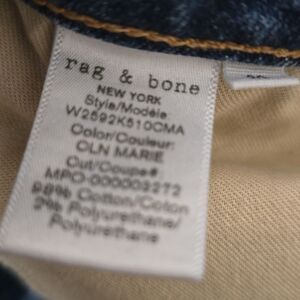 rag & bone
NEW YORK
Style/Modèle:
W2592K510CMA
Color/Couleur:
CLN MARIE
Cut/Coupe#:
MPO-000003272
98% Cotton/Coton
2% Polyurethane/
Polyuréthane